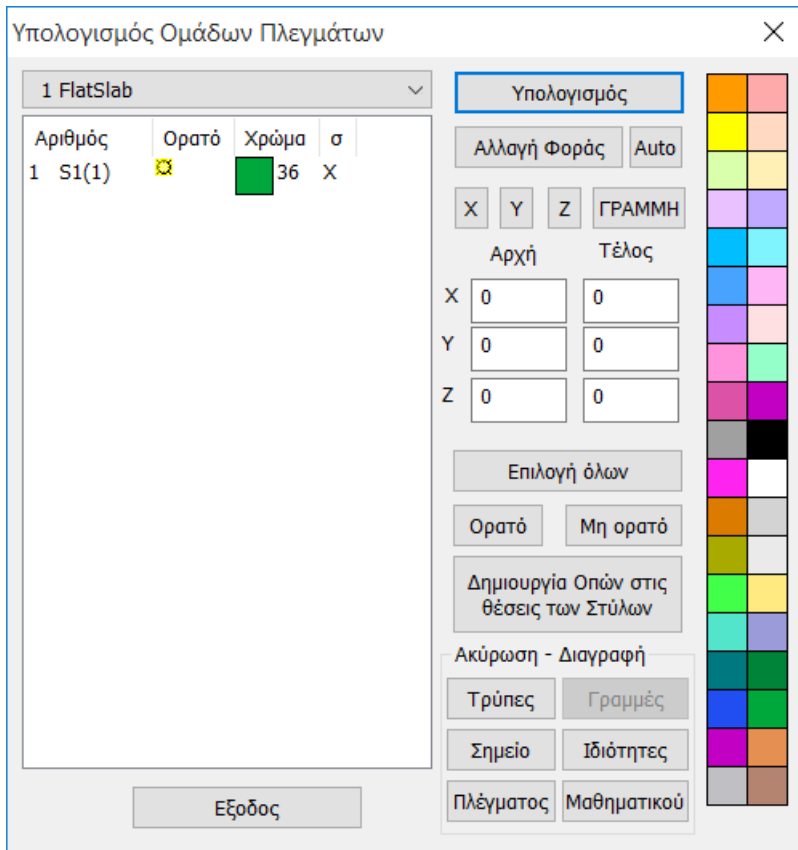 Υπολογισμός Ομάδων Πλεγμάτων
1 FlatSlab
Αριθμός Ορατό Χρώμα σ
1 S1(1) 36 X
Υπολογισμός
Αλλαγή Φοράς Auto
X Y Z ΓΡΑΜΜΗ
Αρχή Τέλος
X 0 0
Y 0 0
Z 0 0
Επιλογή όλων
Ορατό Μη ορατό
Δημιουργία Οπών στις
θέσεις των Στύλων
Ακύρωση - Διαγραφή
Τρύπες Γραμμές
Σημείο Ιδιότητες
Πλέγματος Μαθηματικού
Εξοδος